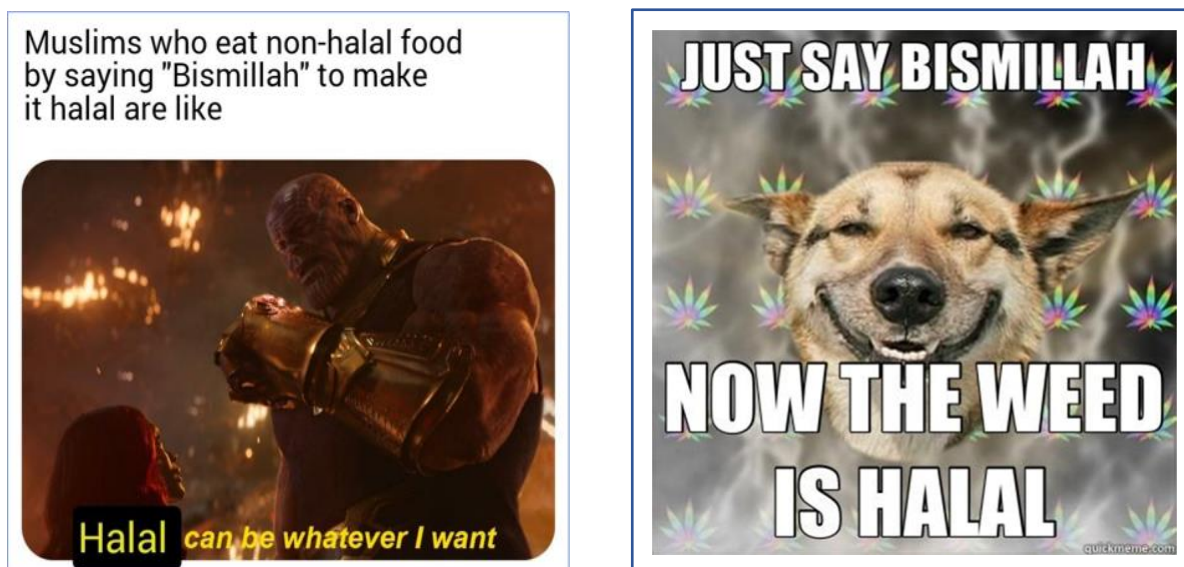 Muslims who eat non-halal food
by saying "Bismillah" to make
it halal are like
Halal can be whatever I want
JUST SAY BISMILLAH
NOW THE WEED
IS HALAL
quickmeme.com